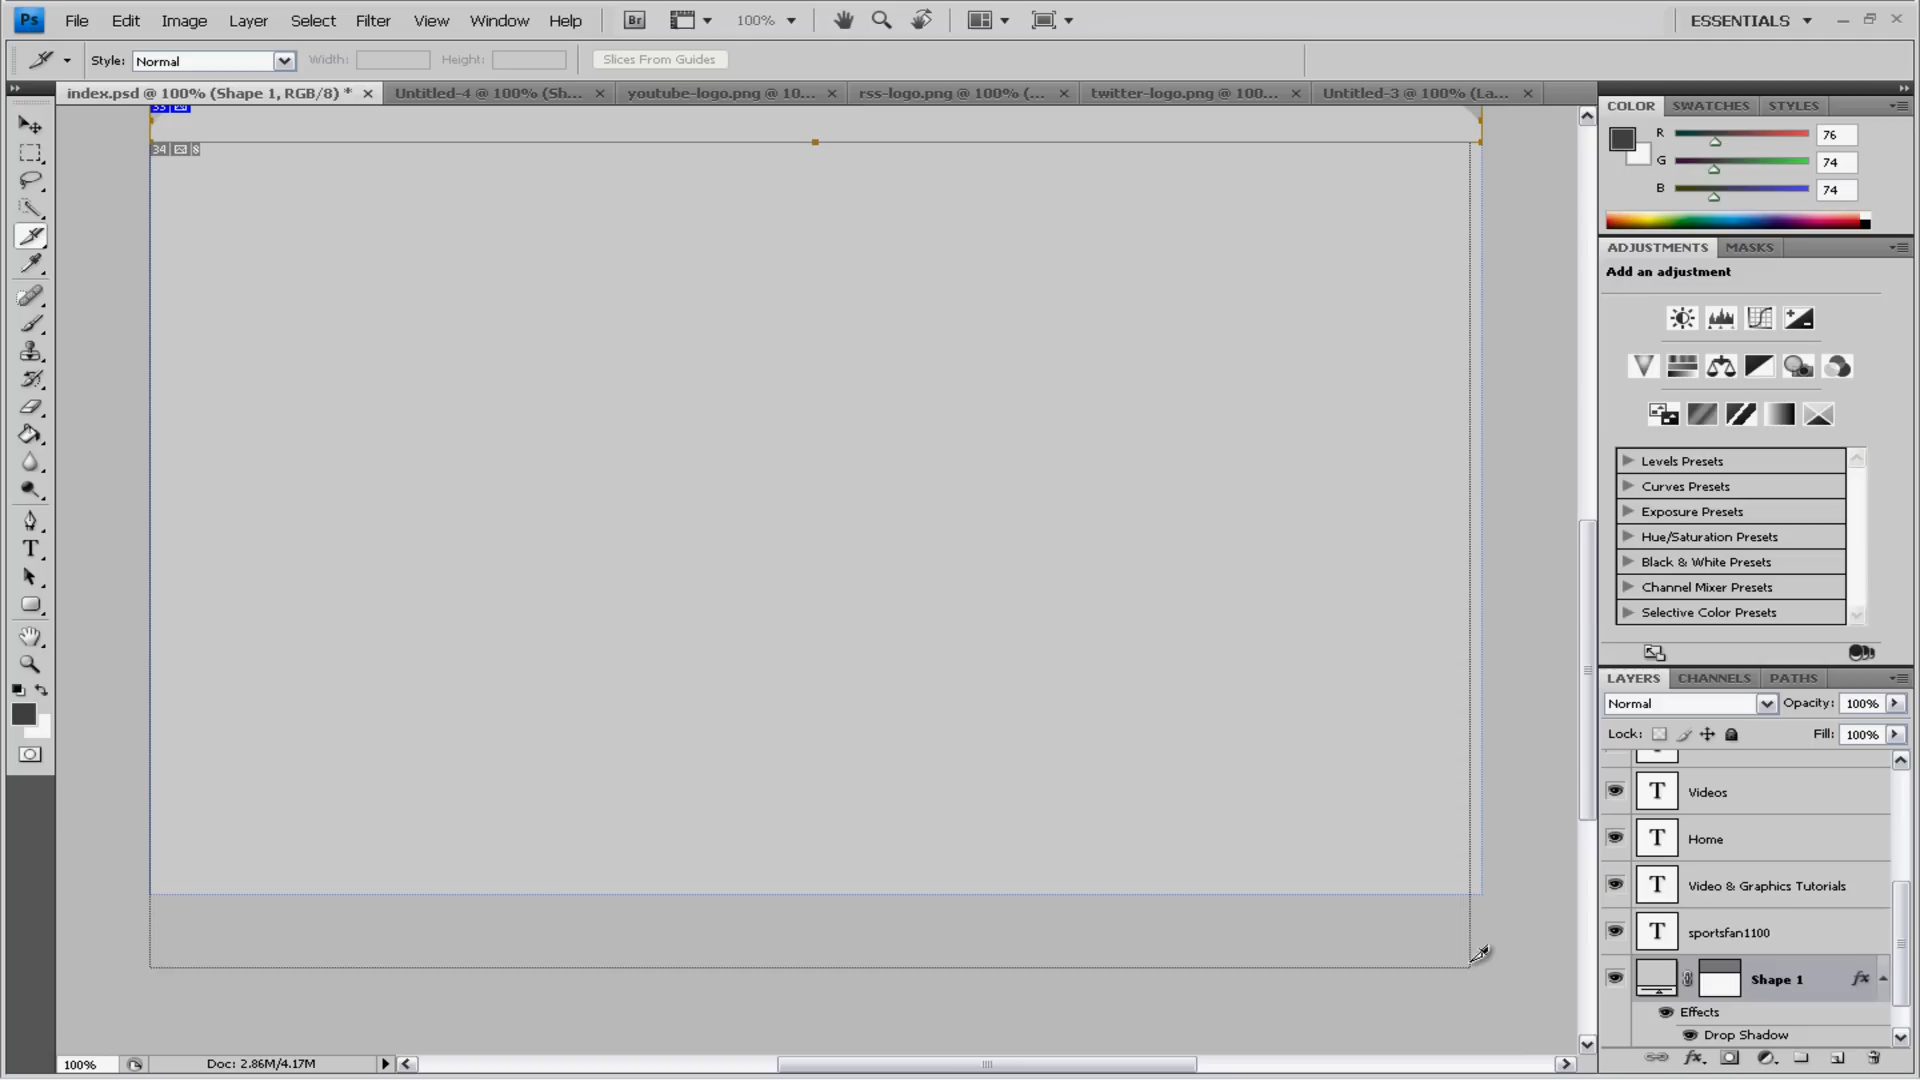 Ps File Edit Image Layer Select Filter View Window Help Br 100% ESSENTIALS
Style: Normal Width: Height: Slices From Guides
index.psd @ 100% (Shape 1, RGB/8) * Untitled-4 @ 100% (Sh... youtube-logo.png @ 10... rss-logo.png @ 100% (... twitter-logo.png @ 100... Untitled-3 @ 100% (La...
COLOR SWATCHES STYLES
34
R 76
G 74
B 74
ADJUSTMENTS MASKS
Add an adjustment
Levels Presets
Curves Presets
Exposure Presets
Hue/Saturation Presets
Black & White Presets
Channel Mixer Presets
Selective Color Presets
LAYERS CHANNELS PATHS
Normal Opacity: 100%
Lock: Fill: 100%
T Videos
T Home
T Video & Graphics Tutorials
T sportsfan1100
Shape 1 fx
Effects
Drop Shadow
100% Doc: 2.86M/4.17M